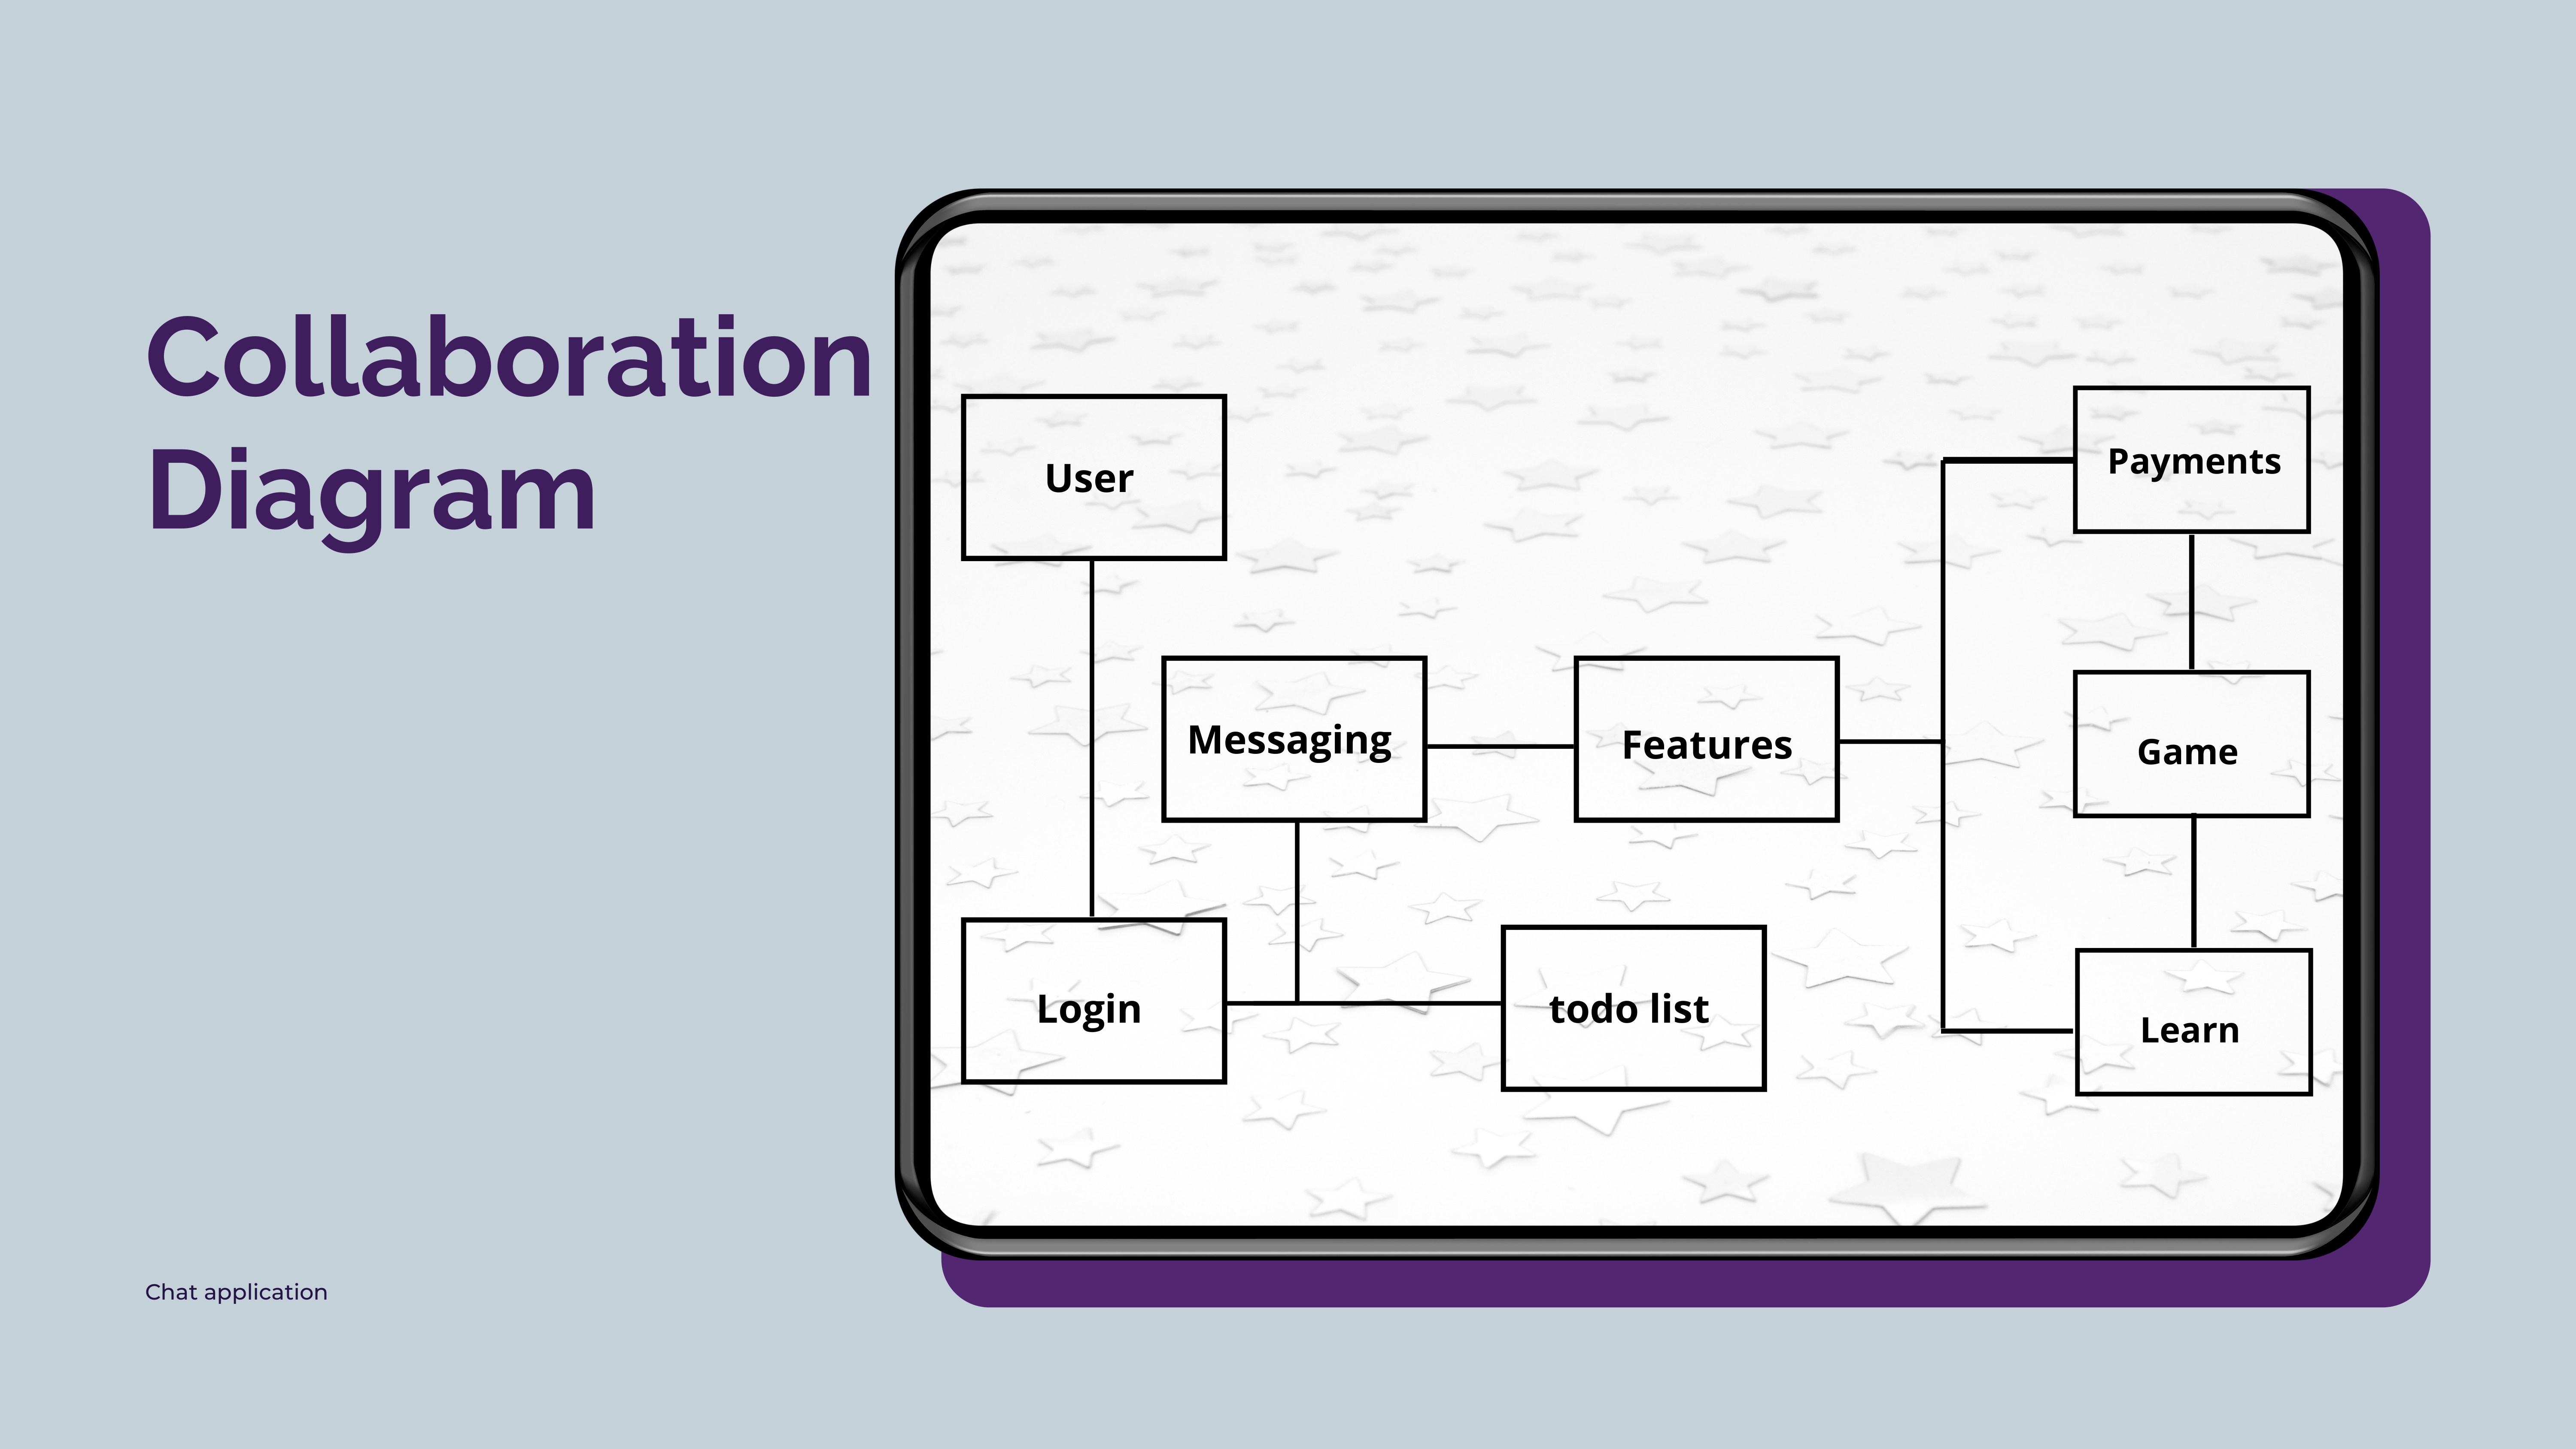 Collaboration
Diagram
User
Payments
Messaging
Features
Game
Login
todo list
Learn
Chat application